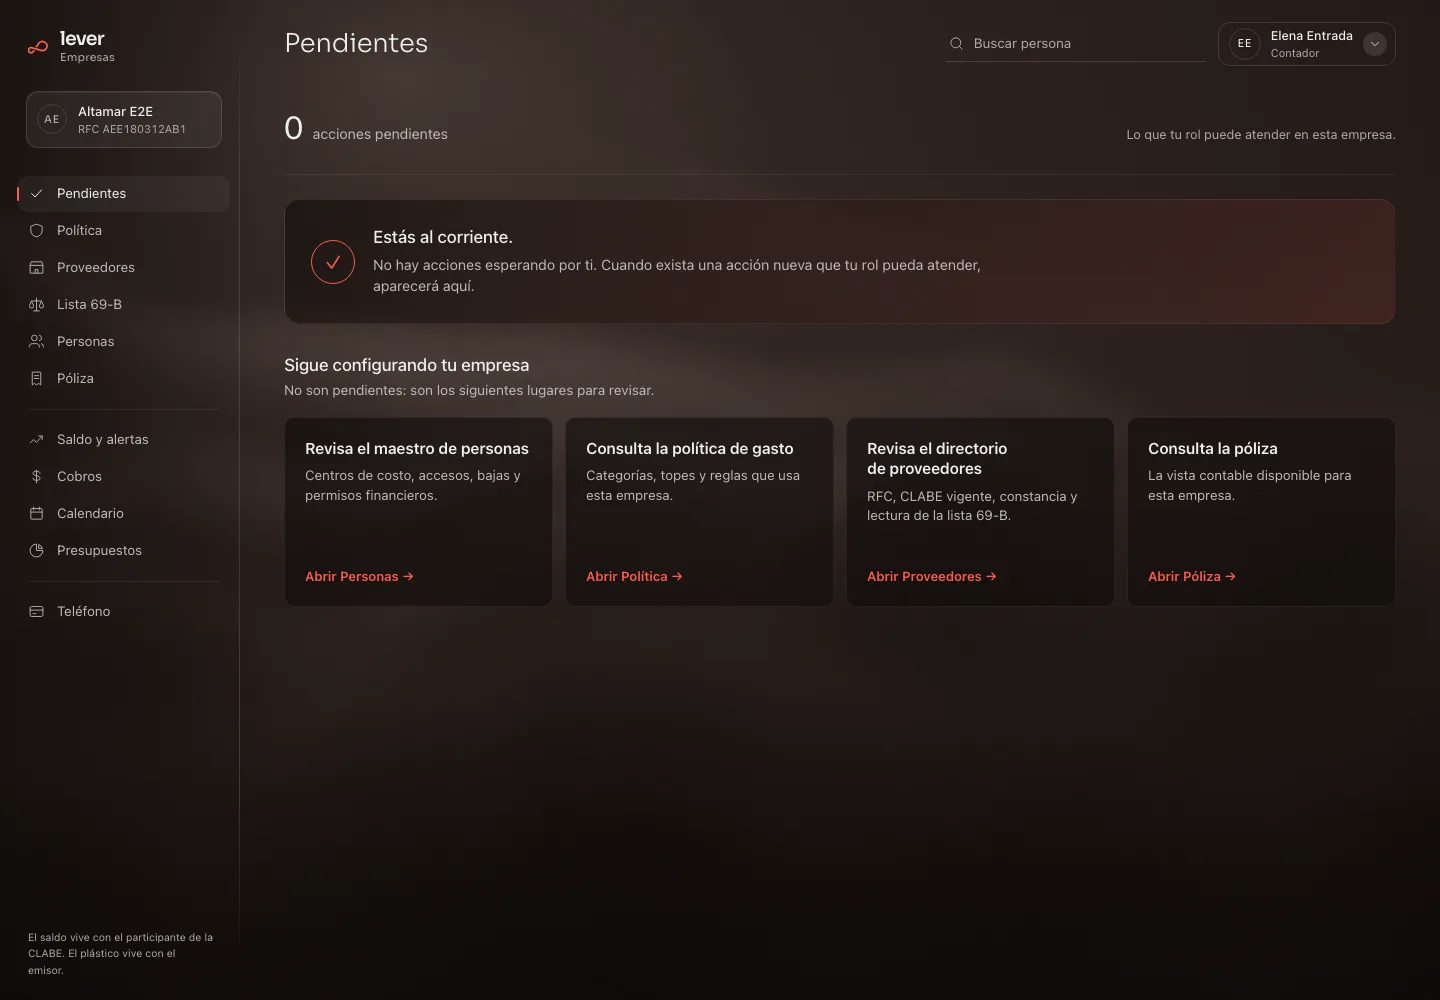 lever
Empresas
AE
Altamar E2E
RFC AEE180312AB1
Pendientes
Política
Proveedores
Lista 69-B
Personas
Póliza
Saldo y alertas
Cobros
Calendario
Presupuestos
Teléfono
El saldo vive con el participante de la
CLABE. El plástico vive con el
emisor.
Pendientes
Buscar persona
EE
Elena Entrada
Contador
0 acciones pendientes
Lo que tu rol puede atender en esta empresa.
Estás al corriente.
No hay acciones esperando por ti. Cuando exista una acción nueva que tu rol pueda atender,
aparecerá aquí.
Sigue configurando tu empresa
No son pendientes: son los siguientes lugares para revisar.
Revisa el maestro de personas
Centros de costo, accesos, bajas y
permisos financieros.
Abrir Personas →
Consulta la política de gasto
Categorías, topes y reglas que usa
esta empresa.
Abrir Política →
Revisa el directorio
de proveedores
RFC, CLABE vigente, constancia y
lectura de la lista 69-B.
Abrir Proveedores →
Consulta la póliza
La vista contable disponible para
esta empresa.
Abrir Póliza →